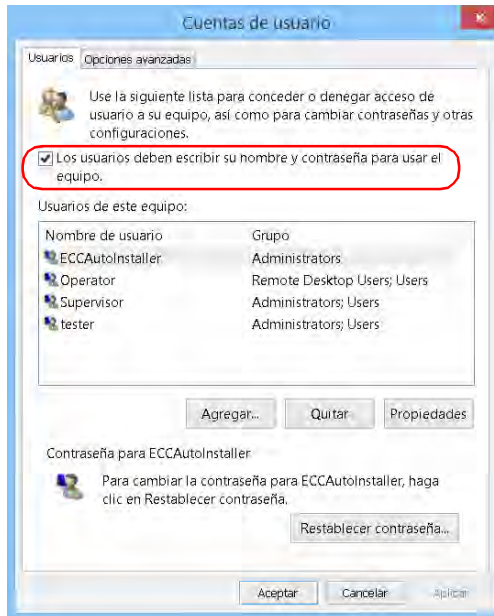 Cuentas de usuario
Usuarios Opciones avanzadas
Use la siguiente lista para conceder o denegar acceso de
usuario a su equipo, así como para cambiar contraseñas y otras
configuraciones.
Los usuarios deben escribir su nombre y contraseña para usar el
equipo.
Usuarios de este equipo:
Nombre de usuario Grupo
ECCAutoInstaller Administrators
Operator Remote Desktop Users; Users
Supervisor Administrators; Users
tester Administrators; Users
Agregar... Quitar Propiedades
Contraseña para ECCAutoInstaller
Para cambiar la contraseña para ECCAutoInstaller, haga
clic en Restablecer contraseña.
Restablecer contraseña...
Aceptar Cancelar Aplicar